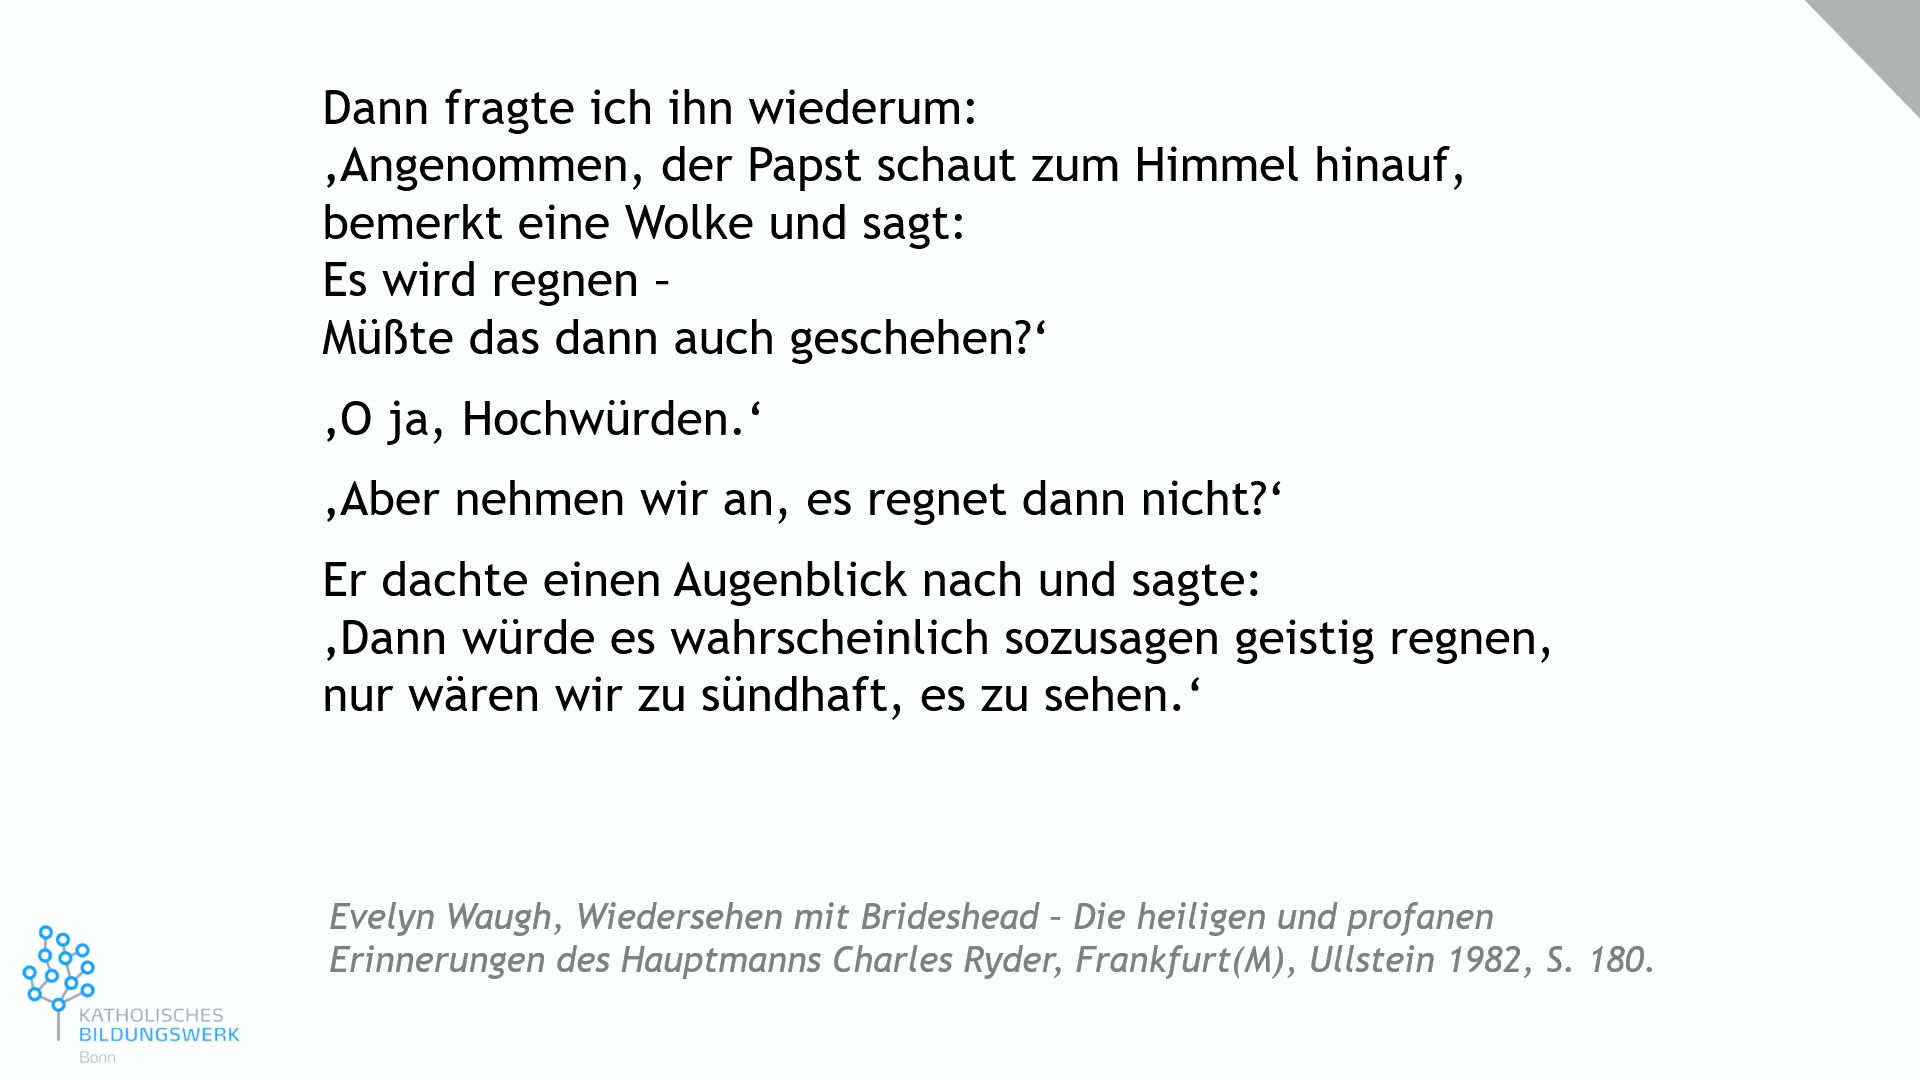 Dann fragte ich ihn wiederum:
‚Angenommen, der Papst schaut zum Himmel hinauf,
bemerkt eine Wolke und sagt:
Es wird regnen –
Müßte das dann auch geschehen?‘
‚O ja, Hochwürden.‘
‚Aber nehmen wir an, es regnet dann nicht?‘
Er dachte einen Augenblick nach und sagte:
‚Dann würde es wahrscheinlich sozusagen geistig regnen,
nur wären wir zu sündhaft, es zu sehen.‘
Evelyn Waugh, Wiedersehen mit Brideshead – Die heiligen und profanen
Erinnerungen des Hauptmanns Charles Ryder, Frankfurt(M), Ullstein 1982, S. 180.
KATHOLISCHES
BILDUNGSWERK
Bonn